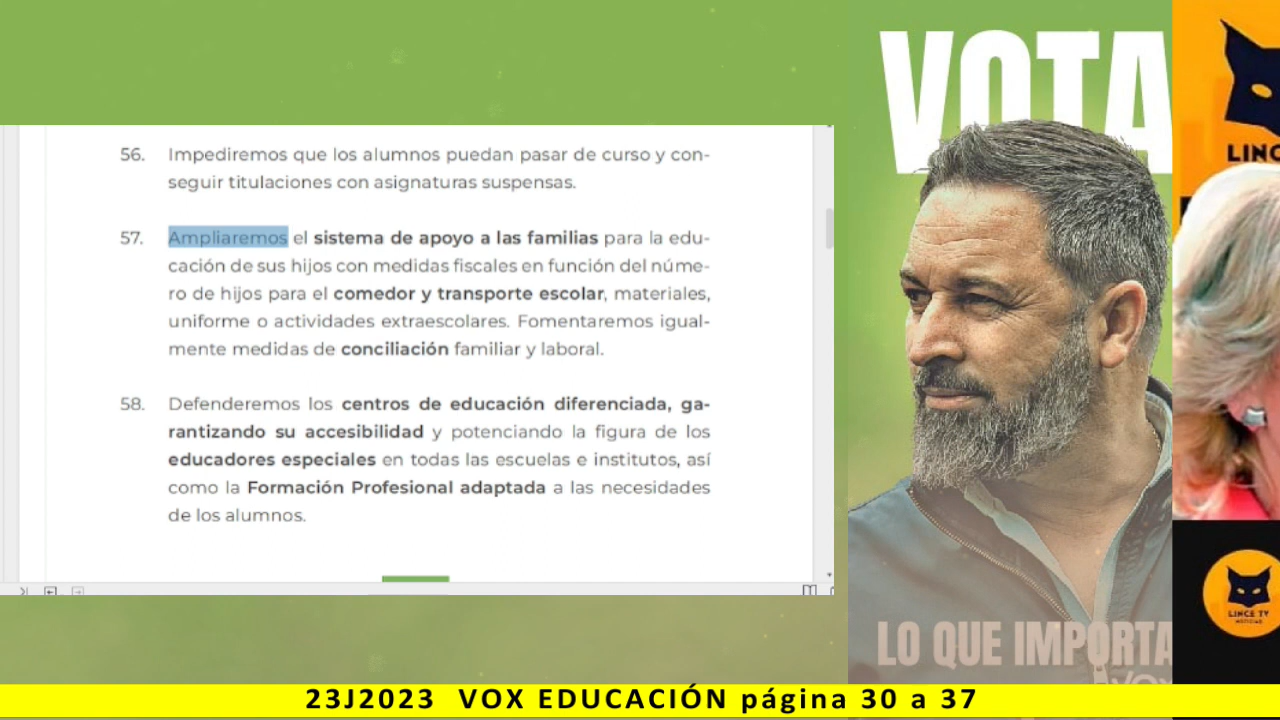 56. Impediremos que los alumnos puedan pasar de curso y con-
seguir titulaciones con asignaturas suspensas.
57. Ampliaremos el sistema de apoyo a las familias para la edu-
cación de sus hijos con medidas fiscales en función del núme-
ro de hijos para el comedor y transporte escolar, materiales,
uniforme o actividades extraescolares. Fomentaremos igual-
mente medidas de conciliación familiar y laboral.
58. Defenderemos los centros de educación diferenciada, ga-
rantizando su accesibilidad y potenciando la figura de los
educadores especiales en todas las escuelas e institutos, así
como la Formación Profesional adaptada a las necesidades
de los alumnos.
VOTA
LO QUE IMPORTA
VOX
LINC
LINCE TV
NOTICIAS
23J2023 VOX EDUCACIÓN página 30 a 37